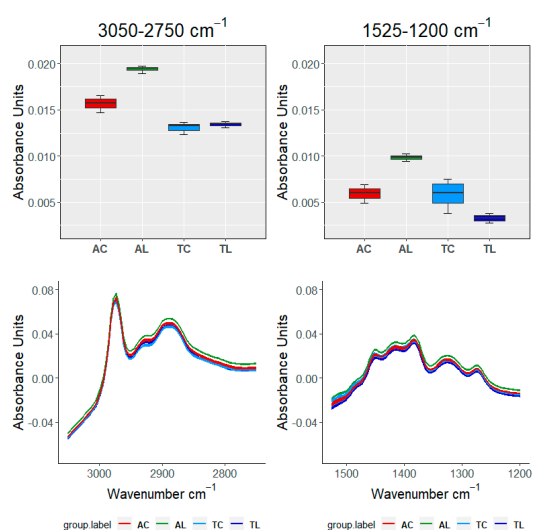 3050-2750 cm⁻¹
Absorbance Units
0.020
0.015
0.010
0.005
AC AL TC TL
1525-1200 cm⁻¹
Absorbance Units
0.020
0.015
0.010
0.005
AC AL TC TL
Absorbance Units
0.08
0.04
0.00
-0.04
3000 2900 2800
Wavenumber cm⁻¹
group.label AC AL TC TL
Absorbance Units
0.08
0.04
0.00
-0.04
1500 1400 1300 1200
Wavenumber cm⁻¹
group.label AC AL TC TL